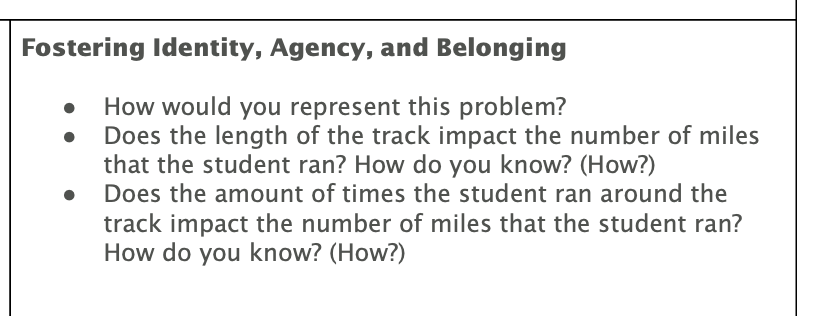 Fostering Identity, Agency, and Belonging
● How would you represent this problem?
● Does the length of the track impact the number of miles
that the student ran? How do you know? (How?)
● Does the amount of times the student ran around the
track impact the number of miles that the student ran?
How do you know? (How?)